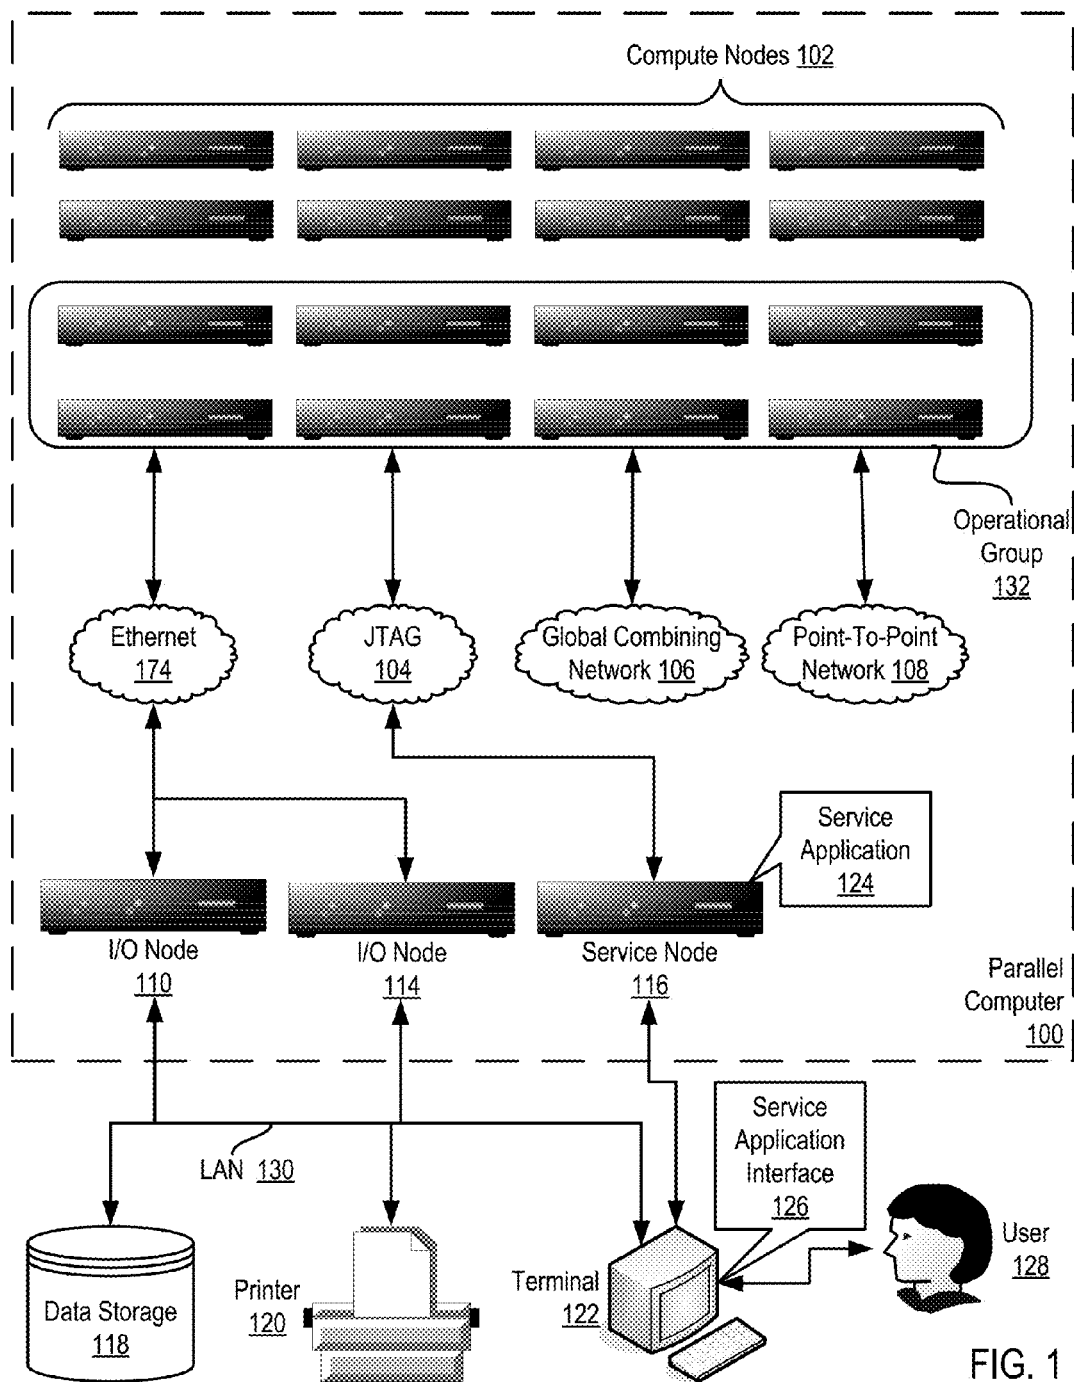 Compute Nodes 102
Operational
Group
132
Ethernet
174
JTAG
104
Global Combining
Network 106
Point-To-Point
Network 108
Service
Application
124
I/O Node
110
I/O Node
114
Service Node
116
Parallel
Computer
100
Service
Application
Interface
126
LAN 130
Data Storage
118
Printer
120
Terminal
122
User
128
FIG. 1